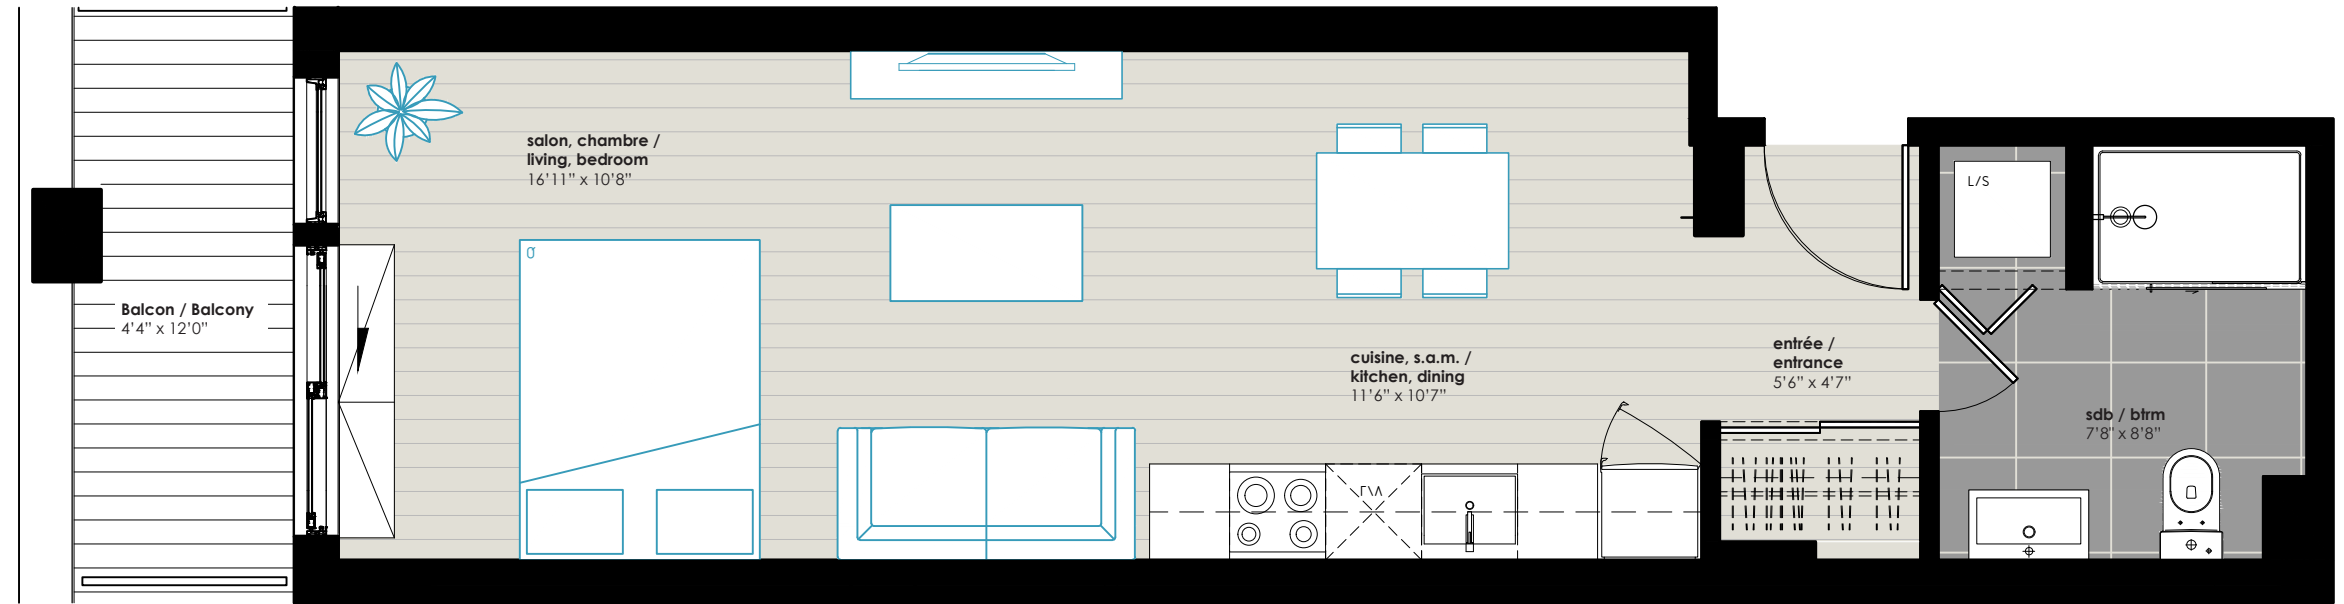 Balcon / Balcony
4'4" x 12'0"
salon, chambre /
living, bedroom
16'11" x 10'8"
cuisine, s.a.m. /
kitchen, dining
11'6" x 10'7"
entrée /
entrance
5'6" x 4'7"
L/S
sdb / btrm
7'8" x 8'8"